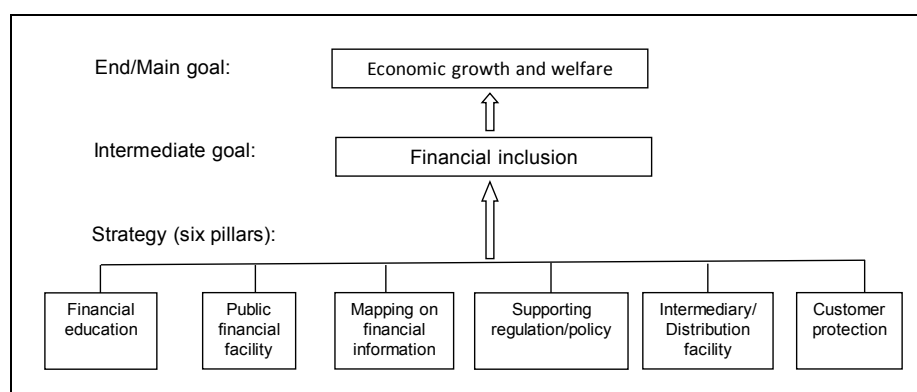 End/Main goal:
Economic growth and welfare
Intermediate goal:
Financial inclusion
Strategy (six pillars):
Financial
education
Public
financial
facility
Mapping on
financial
information
Supporting
regulation/policy
Intermediary/
Distribution
facility
Customer
protection